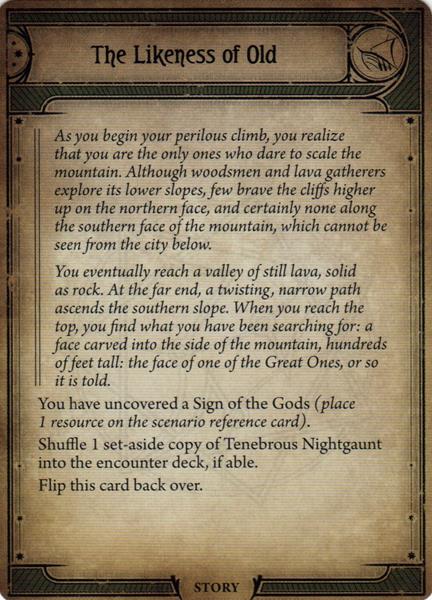 The Likeness of Old
As you begin your perilous climb, you realize
that you are the only ones who dare to scale the
mountain. Although woodsmen and lava gatherers
explore its lower slopes, few brave the cliffs higher
up on the northern face, and certainly none along
the southern face of the mountain, which cannot be
seen from the city below.
You eventually reach a valley of still lava, solid
as rock. At the far end, a twisting, narrow path
ascends the southern slope. When you reach the
top, you find what you have been searching for: a
face carved into the side of the mountain, hundreds
of feet tall: the face of one of the Great Ones, or so
it is told.
You have uncovered a Sign of the Gods (place
1 resource on the scenario reference card).
Shuffle 1 set-aside copy of Tenebrous Nightgaunt
into the encounter deck, if able.
Flip this card back over.
STORY